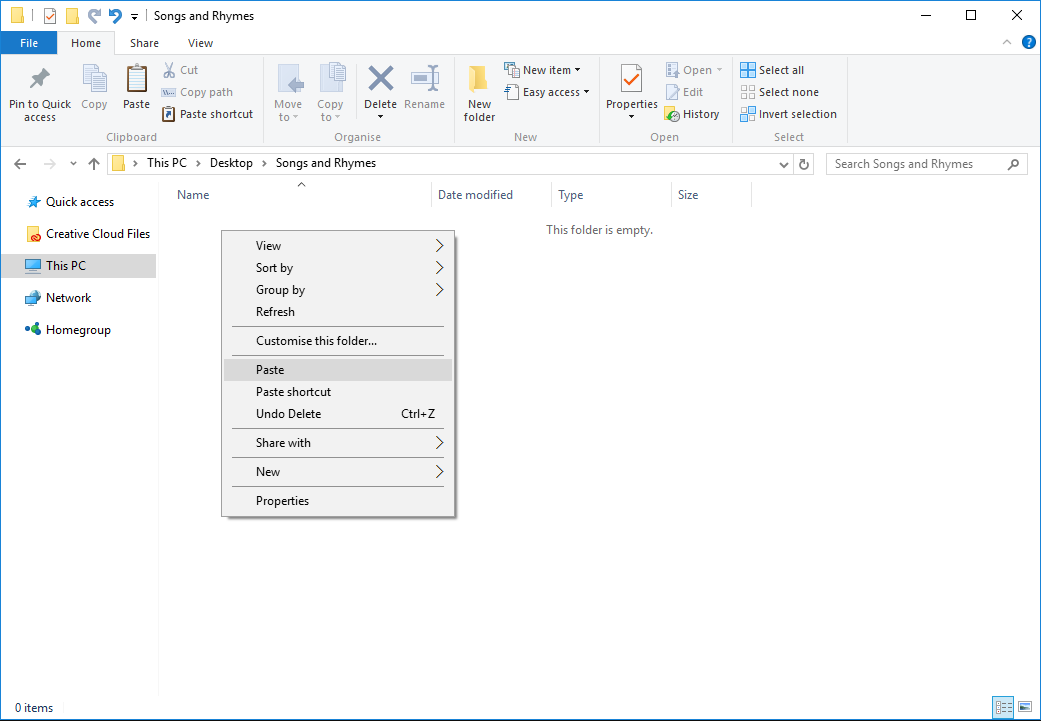 Songs and Rhymes
File Home Share View
Pin to Quick access
Copy
Paste
Cut
Copy path
Paste shortcut
Clipboard
Move to
Copy to
Delete
Rename
Organise
New folder
New item
Easy access
New
Properties
Open
Edit
History
Open
Select all
Select none
Invert selection
Select
This PC > Desktop > Songs and Rhymes
Search Songs and Rhymes
Quick access
Creative Cloud Files
This PC
Network
Homegroup
Name Date modified Type Size
This folder is empty.
View
Sort by
Group by
Refresh
Customise this folder...
Paste
Paste shortcut
Undo Delete Ctrl+Z
Share with
New
Properties
0 items